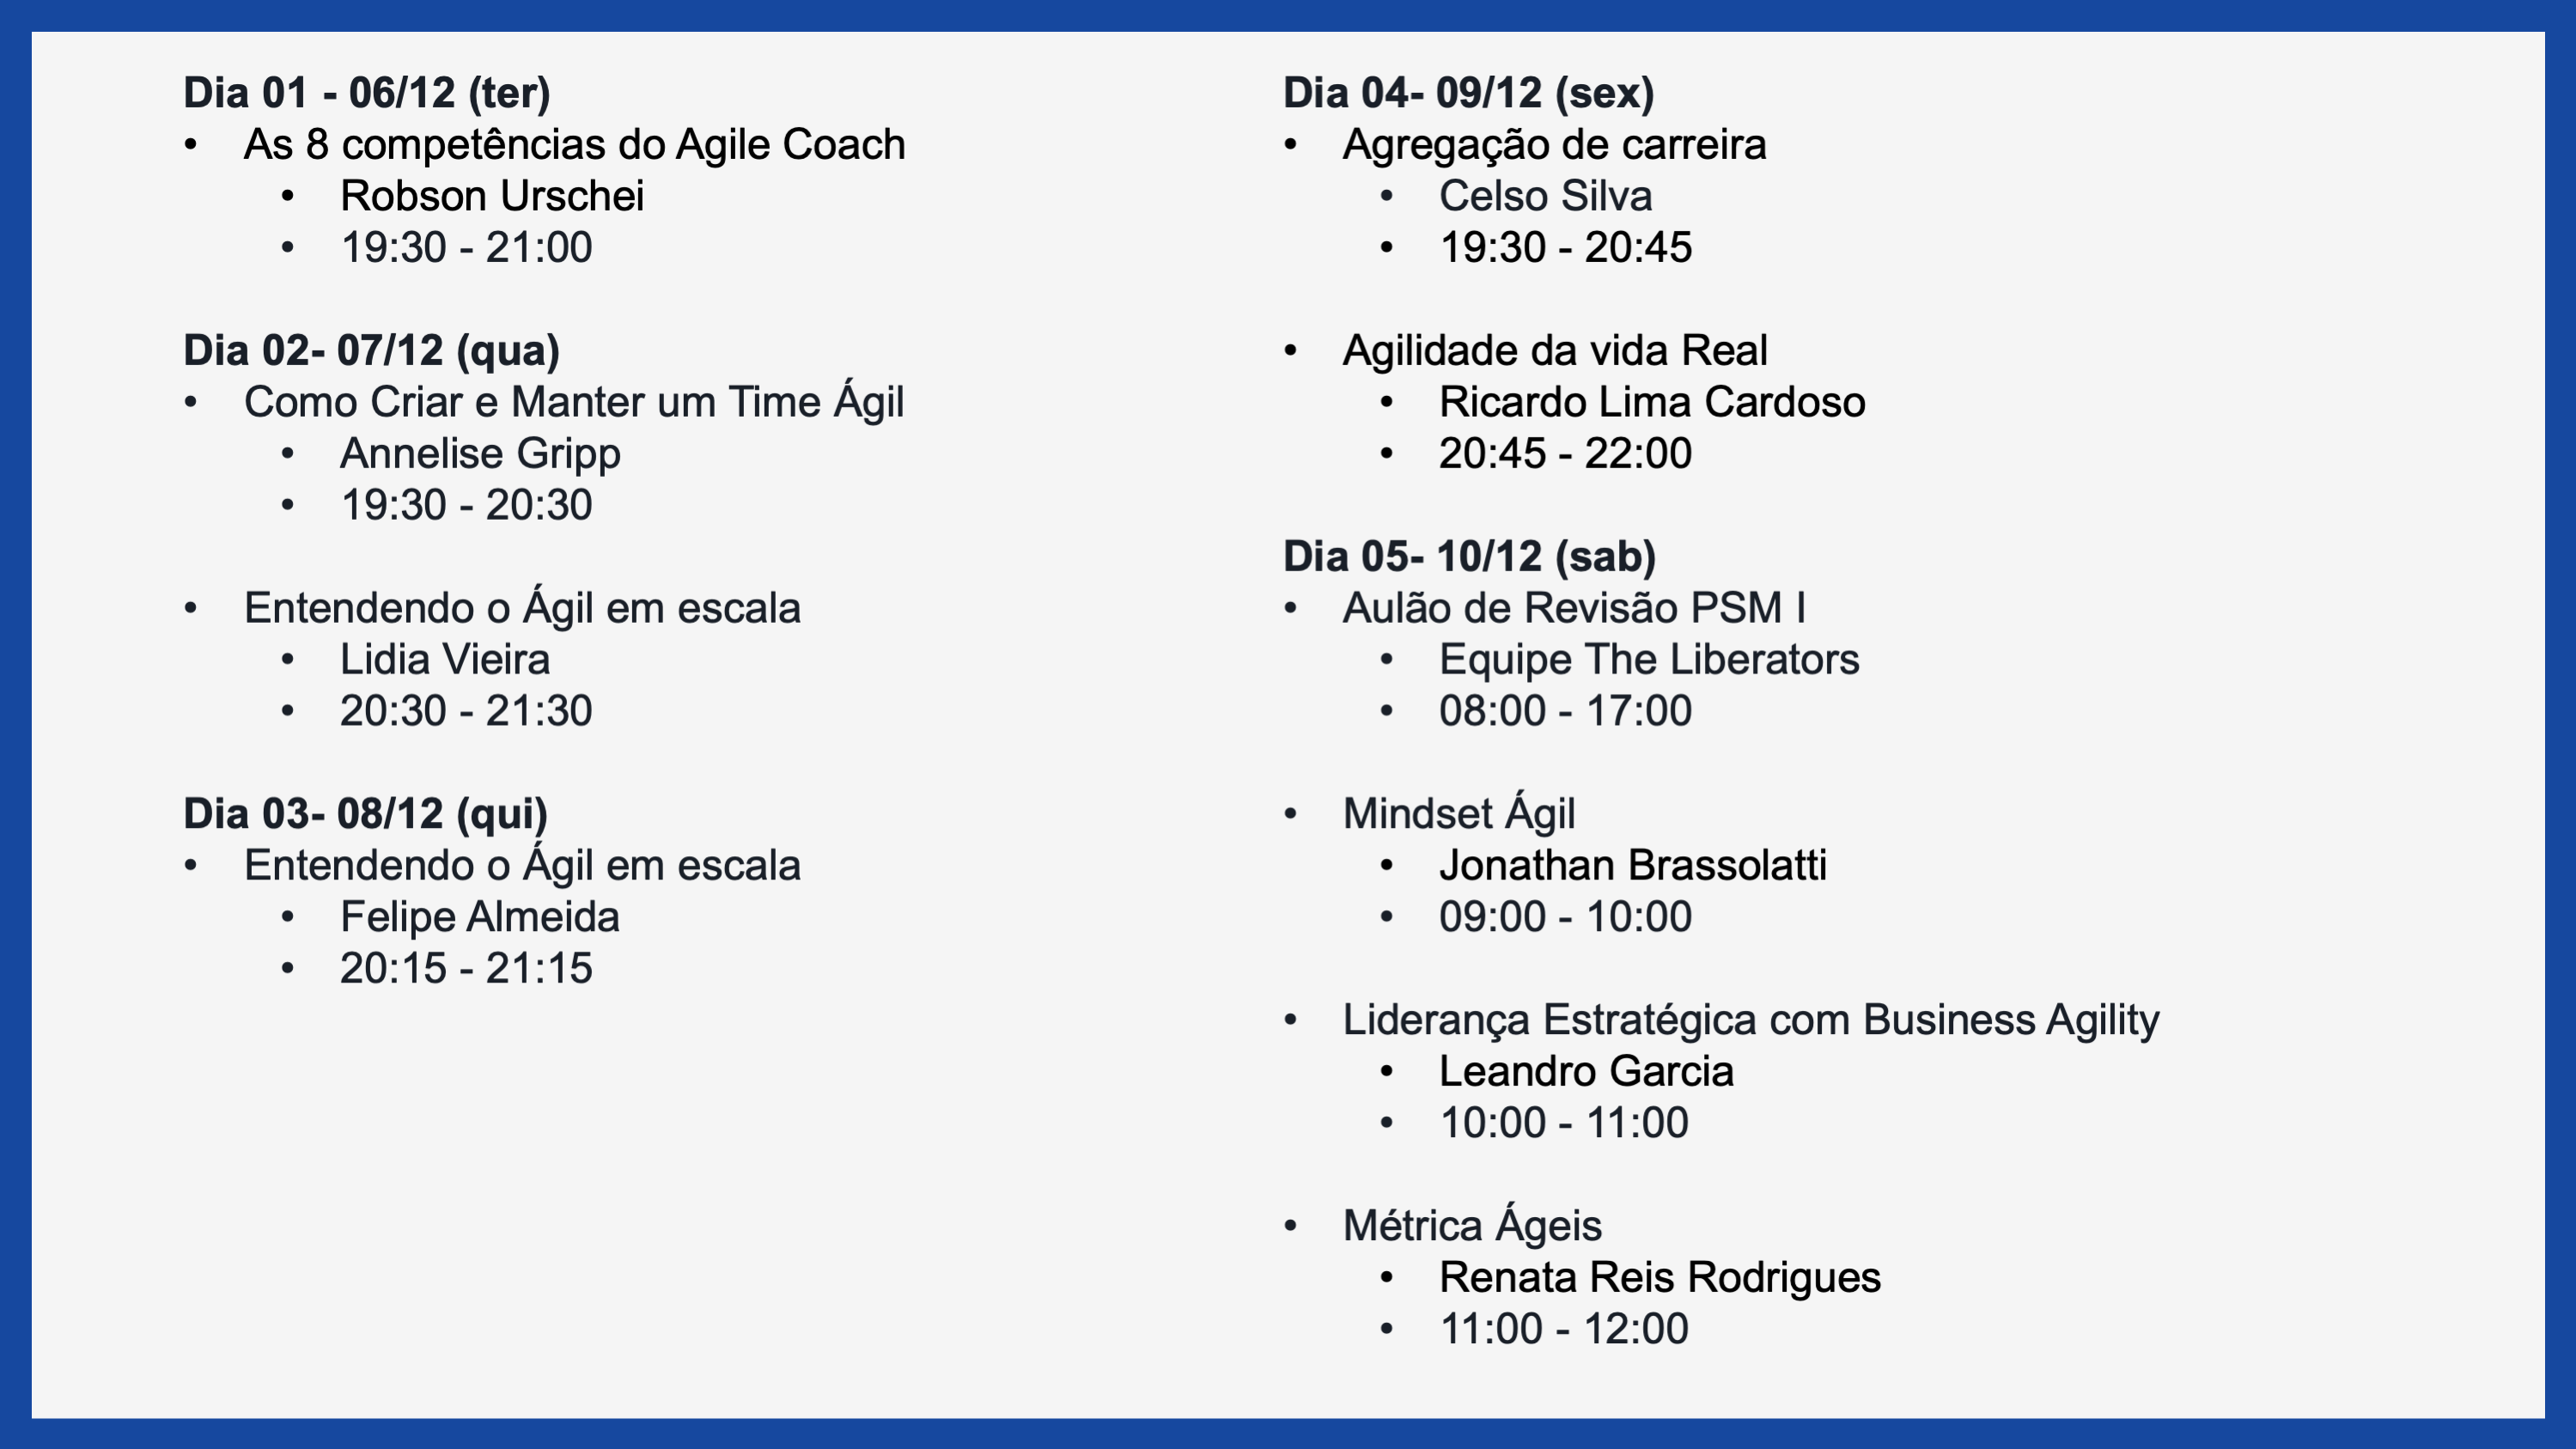 Dia 01 - 06/12 (ter)
• As 8 competências do Agile Coach
• Robson Urschei
• 19:30 - 21:00
Dia 02- 07/12 (qua)
• Como Criar e Manter um Time Ágil
• Annelise Gripp
• 19:30 - 20:30
• Entendendo o Ágil em escala
• Lidia Vieira
• 20:30 - 21:30
Dia 03- 08/12 (qui)
• Entendendo o Ágil em escala
• Felipe Almeida
• 20:15 - 21:15
Dia 04- 09/12 (sex)
• Agregação de carreira
• Celso Silva
• 19:30 - 20:45
• Agilidade da vida Real
• Ricardo Lima Cardoso
• 20:45 - 22:00
Dia 05- 10/12 (sab)
• Aulão de Revisão PSM I
• Equipe The Liberators
• 08:00 - 17:00
• Mindset Ágil
• Jonathan Brassolatti
• 09:00 - 10:00
• Liderança Estratégica com Business Agility
• Leandro Garcia
• 10:00 - 11:00
• Métrica Ágeis
• Renata Reis Rodrigues
• 11:00 - 12:00